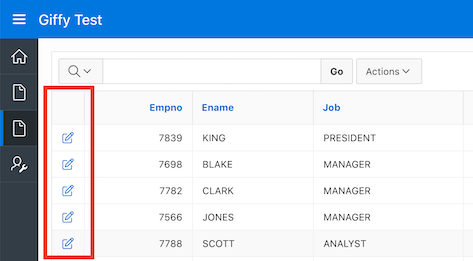 Giffy Test
Go Actions
Empno Ename Job
7839 KING PRESIDENT
7698 BLAKE MANAGER
7782 CLARK MANAGER
7566 JONES MANAGER
7788 SCOTT ANALYST